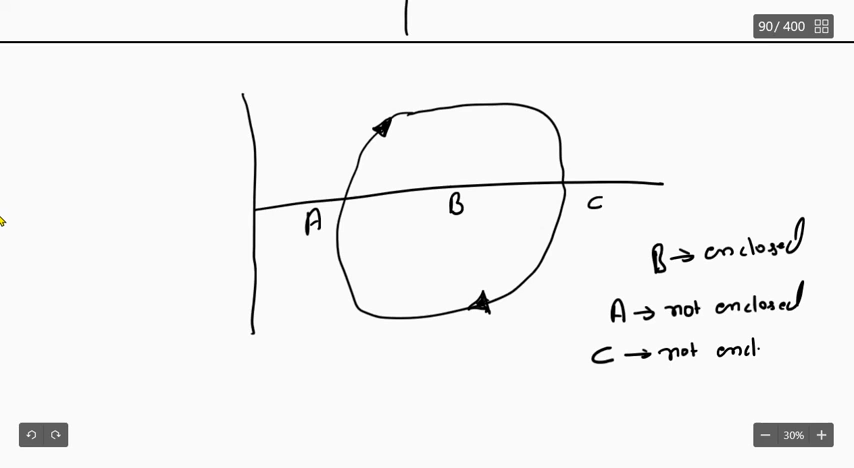 90 / 400
A
B
C
B → enclosed
A → not enclosed
C → not encl
30%